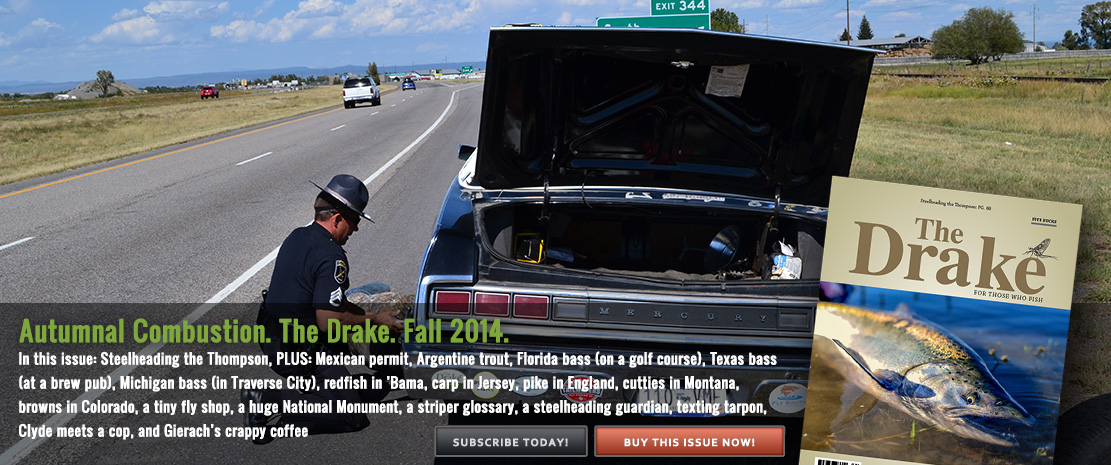 EXIT 344
South
MERCURY
Steelheading the Thompson: PG. 60
FIVE BUCKS
The
Drake
FOR THOSE WHO FISH
Autumnal Combustion. The Drake. Fall 2014.
In this issue: Steelheading the Thompson, PLUS: Mexican permit, Argentine trout, Florida bass (on a golf course), Texas bass
(at a brew pub), Michigan bass (in Traverse City), redfish in 'Bama, carp in Jersey, pike in England, cutties in Montana,
browns in Colorado, a tiny fly shop, a huge National Monument, a striper glossary, a steelheading guardian, texting tarpon,
Clyde meets a cop, and Gierach's crappy coffee
SUBSCRIBE TODAY!
BUY THIS ISSUE NOW!